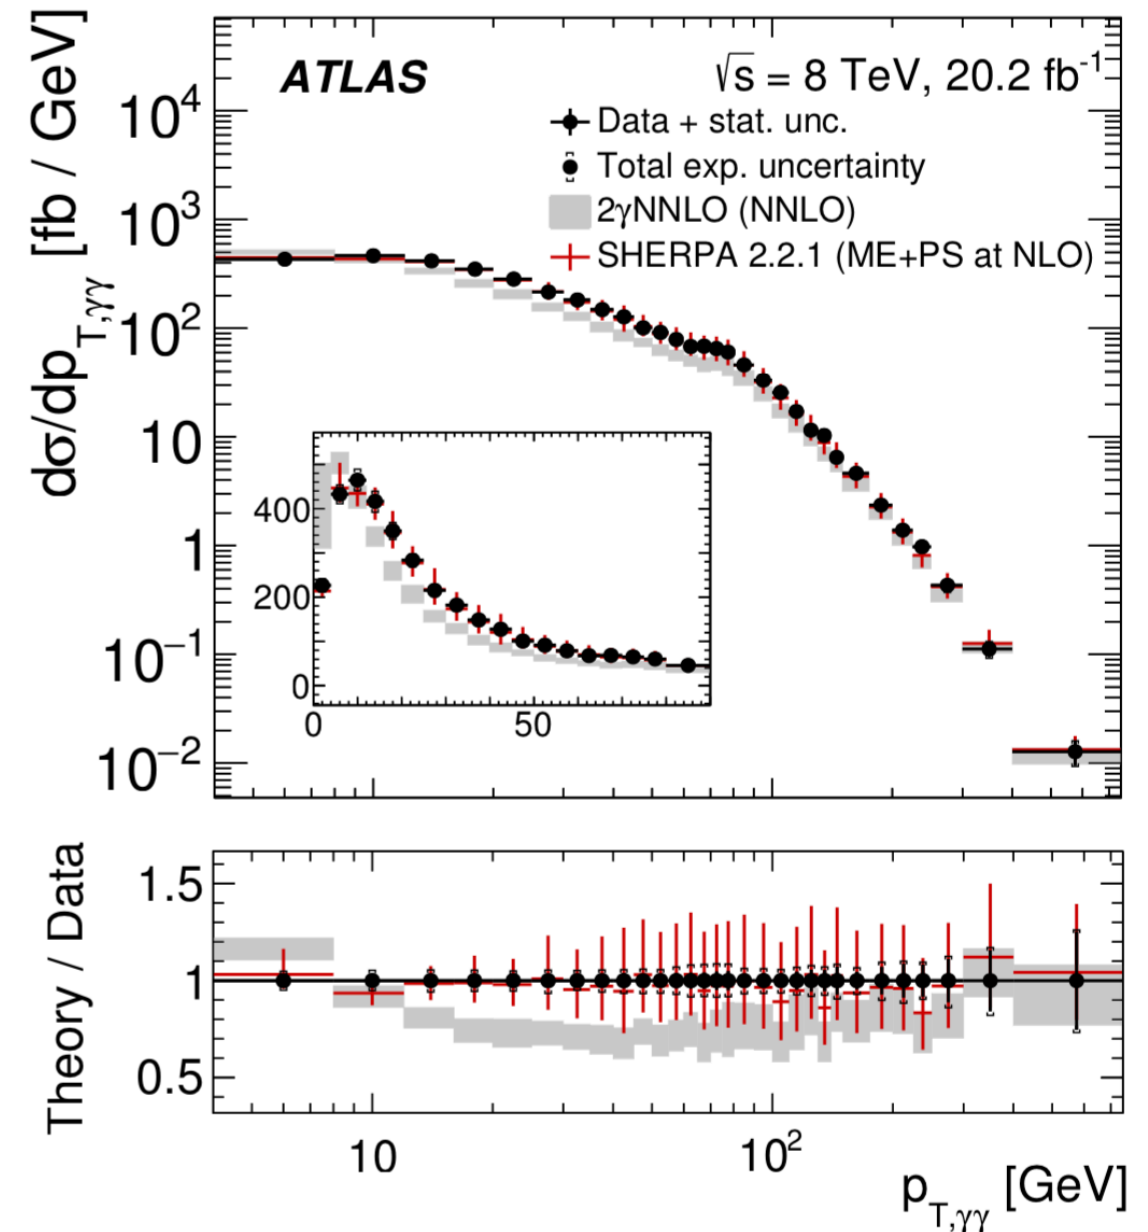 ATLAS
√s = 8 TeV, 20.2 fb⁻¹
Data + stat. unc.
Total exp. uncertainty
2γNNLO (NNLO)
SHERPA 2.2.1 (ME+PS at NLO)
dσ/dp_T,γγ [fb / GeV]
10⁴
10³
10²
10
1
10⁻¹
10⁻²
400
200
0
0 50
Theory / Data
1.5
1
0.5
10 10²
p_T,γγ [GeV]